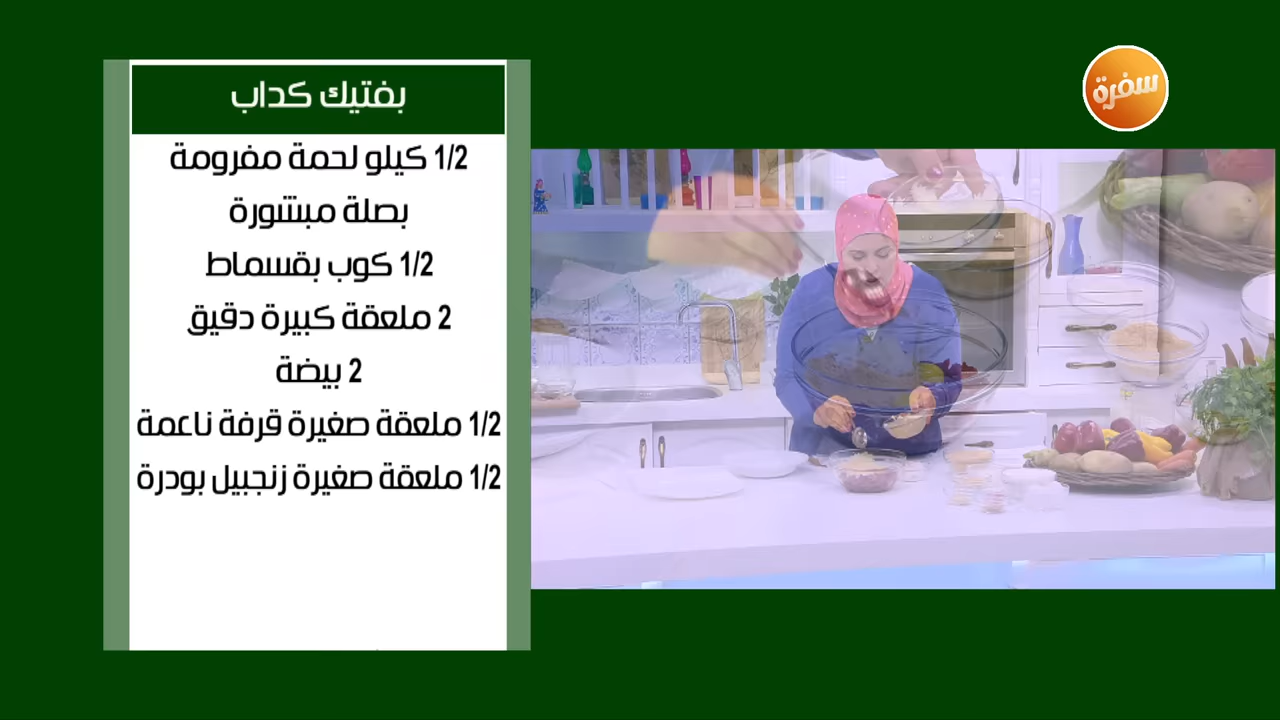 سفرة
بفتيك كداب
1/2 كيلو لحمة مفرومة
بصلة مبشورة
1/2 كوب بقسماط
2 ملعقة كبيرة دقيق
2 بيضة
1/2 ملعقة صغيرة قرفة ناعمة
1/2 ملعقة صغيرة زنجبيل بودرة